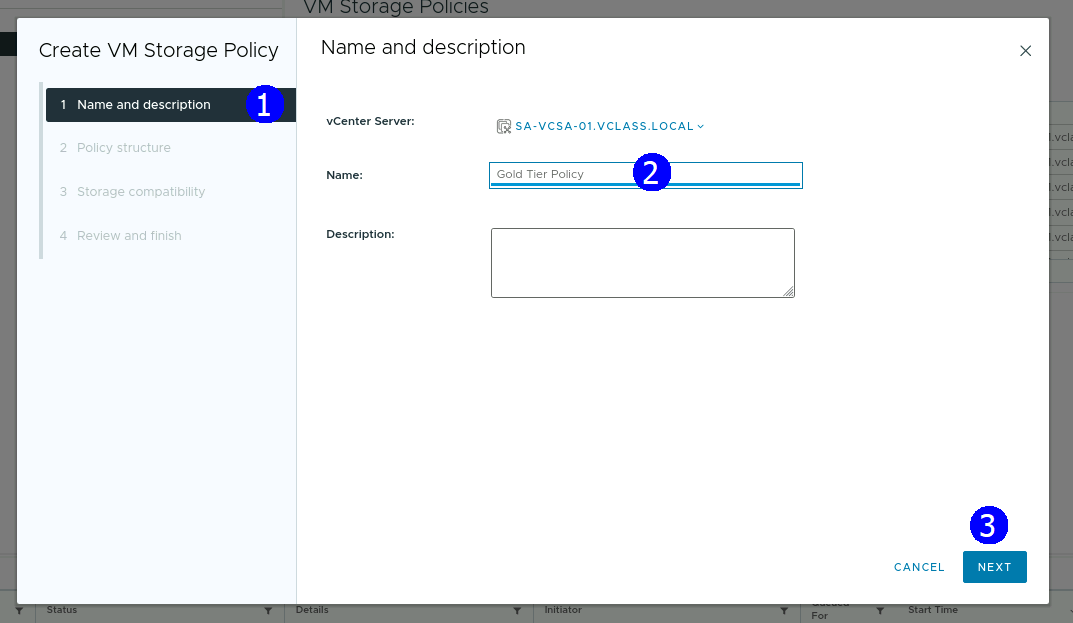 VM Storage Policies
Create VM Storage Policy
1 Name and description
1
2 Policy structure
3 Storage compatibility
4 Review and finish
Name and description
vCenter Server:
SA-VCSA-01.VCLASS.LOCAL
Name:
Gold Tier Policy
2
Description:
3
CANCEL
NEXT
Status
Details
Initiator
For
Start Time